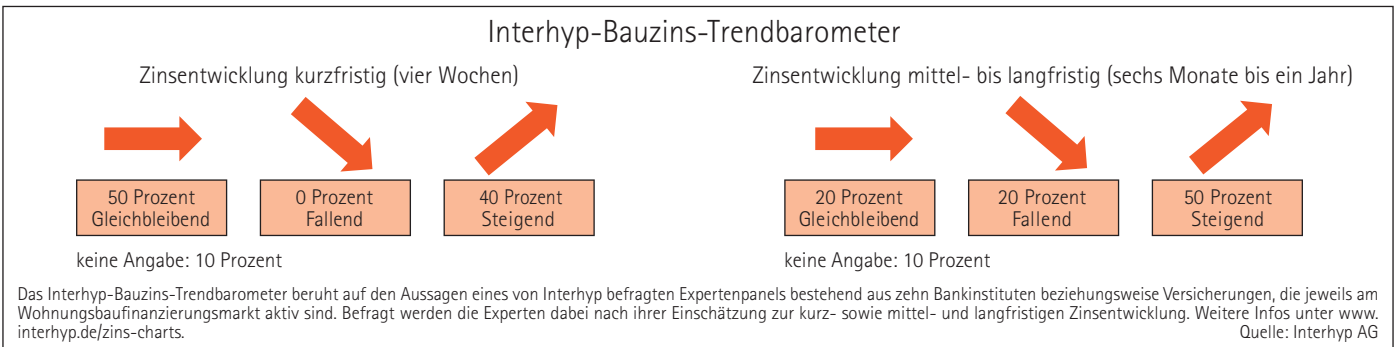 Interhyp-Bauzins-Trendbarometer
Zinsentwicklung kurzfristig (vier Wochen)
50 Prozent
Gleichbleibend
0 Prozent
Fallend
40 Prozent
Steigend
keine Angabe: 10 Prozent
Zinsentwicklung mittel- bis langfristig (sechs Monate bis ein Jahr)
20 Prozent
Gleichbleibend
20 Prozent
Fallend
50 Prozent
Steigend
keine Angabe: 10 Prozent
Das Interhyp-Bauzins-Trendbarometer beruht auf den Aussagen eines von Interhyp befragten Expertenpanels bestehend aus zehn Bankinstituten beziehungsweise Versicherungen, die jeweils am
Wohnungsbaufinanzierungsmarkt aktiv sind. Befragt werden die Experten dabei nach ihrer Einschätzung zur kurz- sowie mittel- und langfristigen Zinsentwicklung. Weitere Infos unter www.
interhyp.de/zins-charts.
Quelle: Interhyp AG